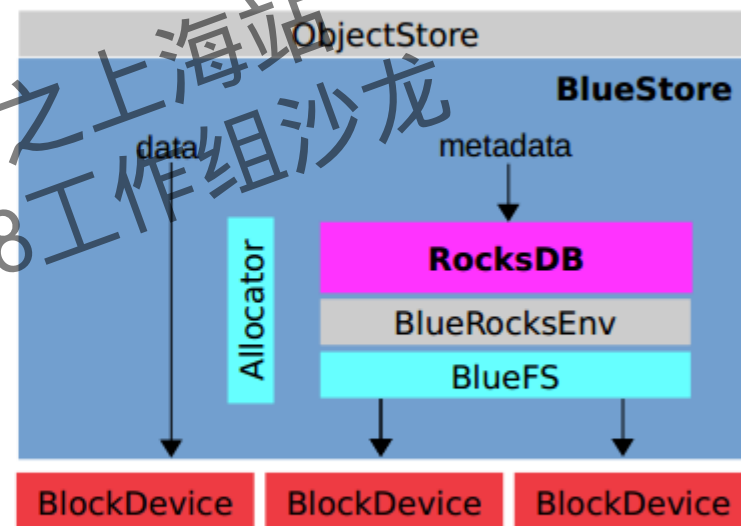 ObjectStore
BlueStore
之上海站
8工作组沙龙
data
metadata
Allocator
RocksDB
BlueRocksEnv
BlueFS
BlockDevice
BlockDevice
BlockDevice